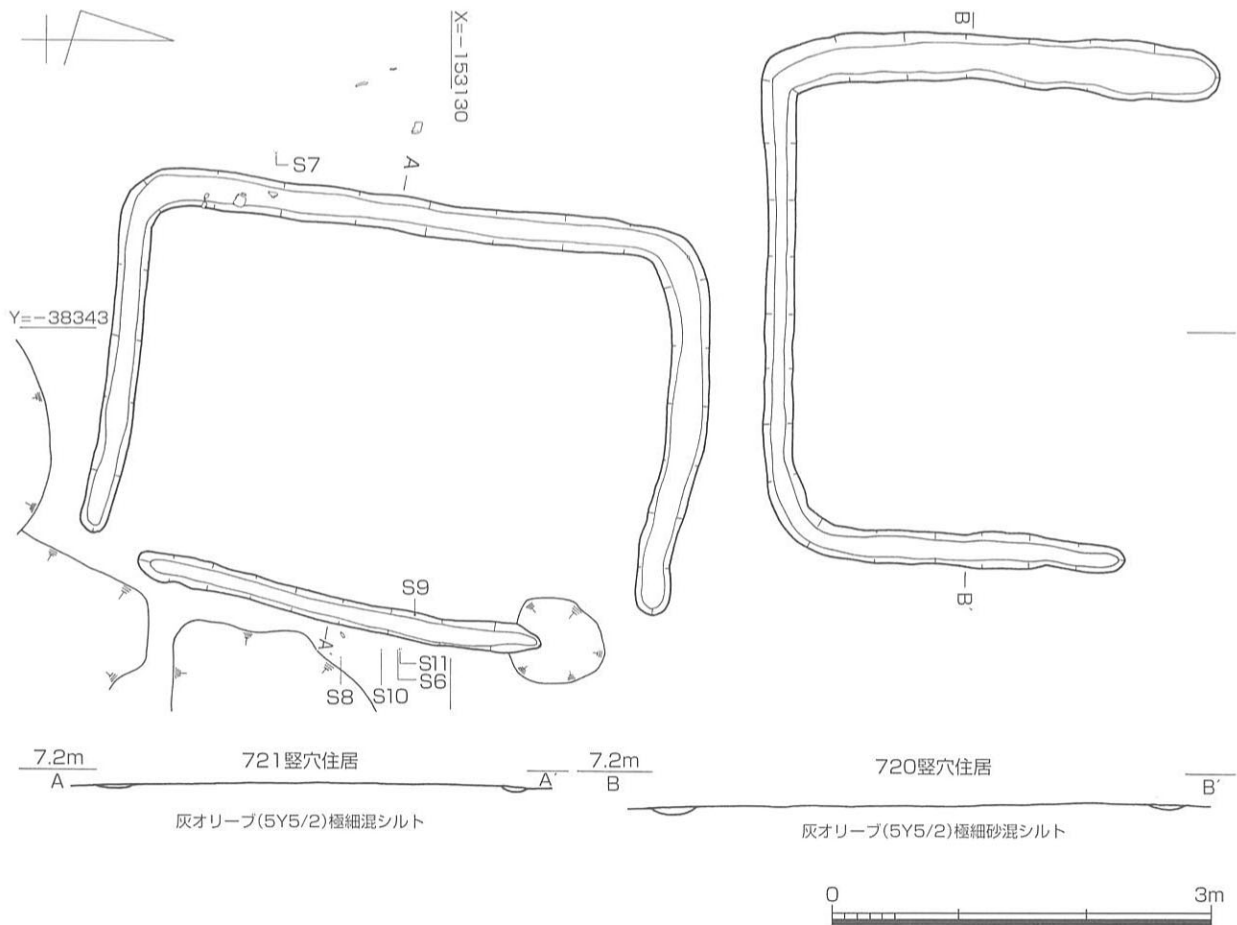 X=-153130
B
S7
A
Y=-38343
S9
B'
A'
S11
S6
S8
S10
7.2m
721竪穴住居
7.2m
720竪穴住居
A
A'
B
B'
灰オリーブ(5Y5/2)極細混シルト
灰オリーブ(5Y5/2)極細砂混シルト
0
3m